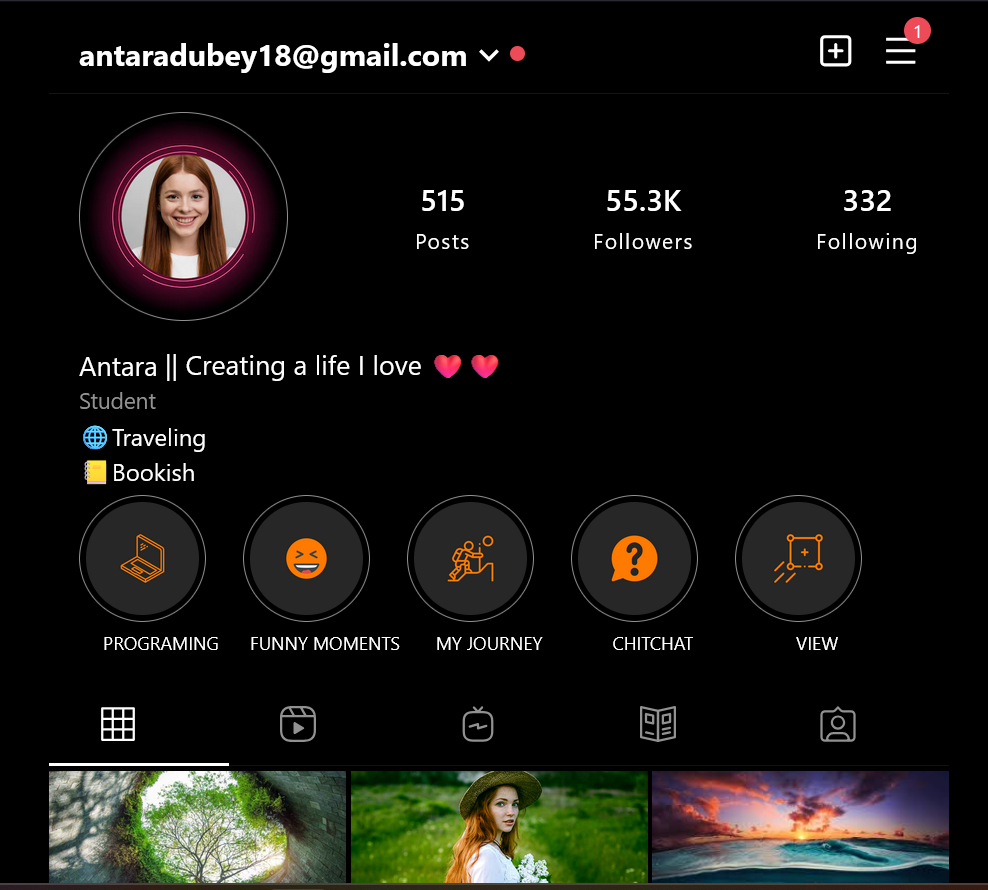 antaradubey18@gmail.com
1
515 55.3K 332
Posts Followers Following
Antara || Creating a life I love 💗 💗
Student
🌐 Traveling
📒 Bookish
PROGRAMING FUNNY MOMENTS MY JOURNEY CHITCHAT VIEW